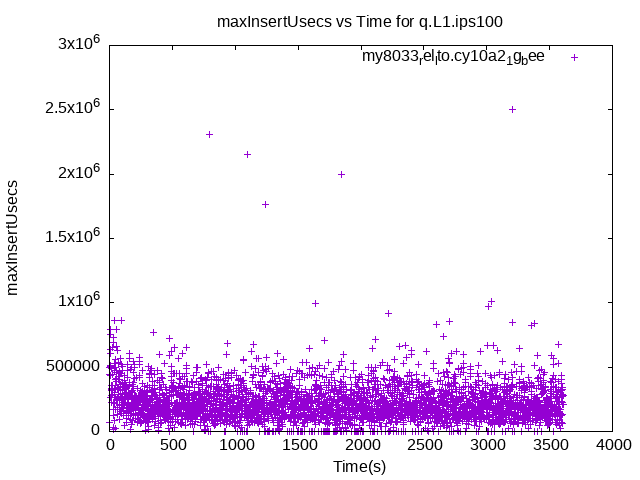 maxInsertUsecs vs Time for q.L1.ips100
3x10^6
my8033_rel_lto.cy10a2_1g_bee
2.5x10^6
2x10^6
1.5x10^6
1x10^6
500000
0
maxInsertUsecs
0 500 1000 1500 2000 2500 3000 3500 4000
Time(s)